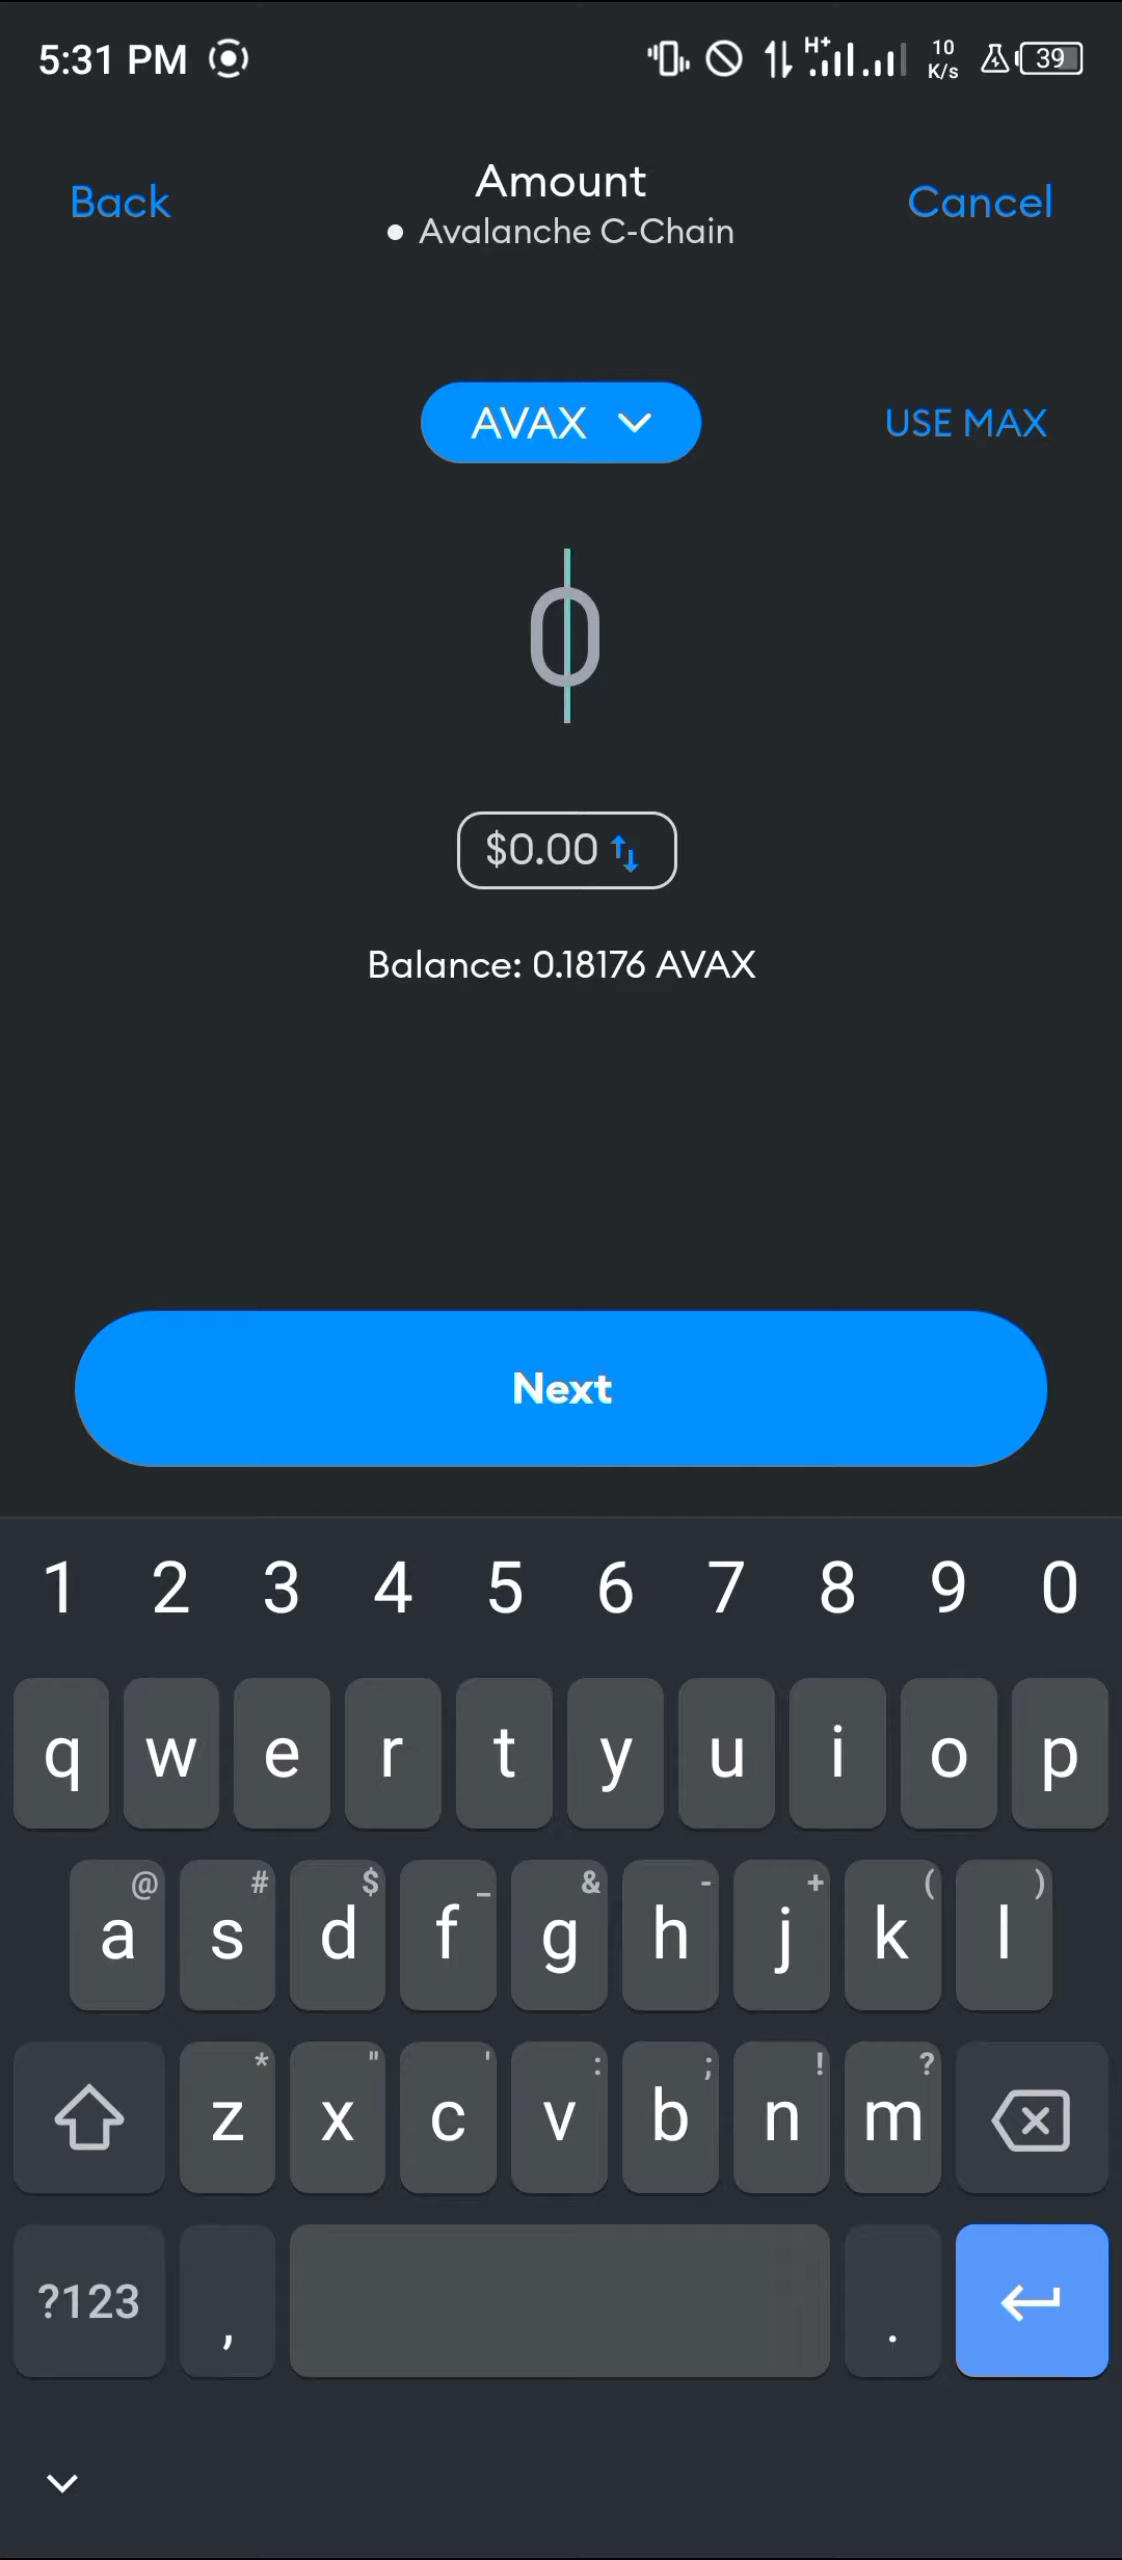 5:31 PM H+ 10 K/s 39
Back Amount Cancel
Avalanche C-Chain
AVAX USE MAX
0
$0.00
Balance: 0.18176 AVAX
Next
1 2 3 4 5 6 7 8 9 0
q w e r t y u i o p
@ # $ _ & - + ( )
a s d f g h j k l
* " ' : ; ! ?
z x c v b n m
?123 , .